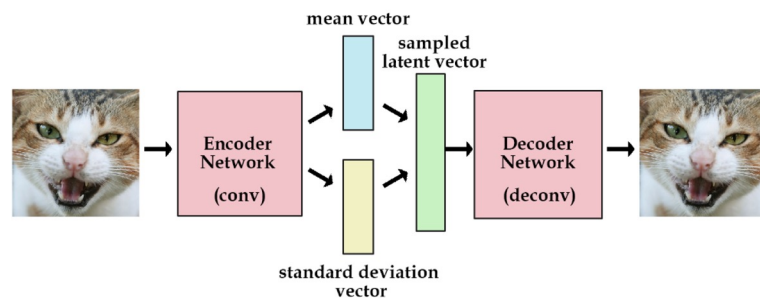 mean vector
sampled
latent vector
Encoder
Network
(conv)
Decoder
Network
(deconv)
standard deviation
vector